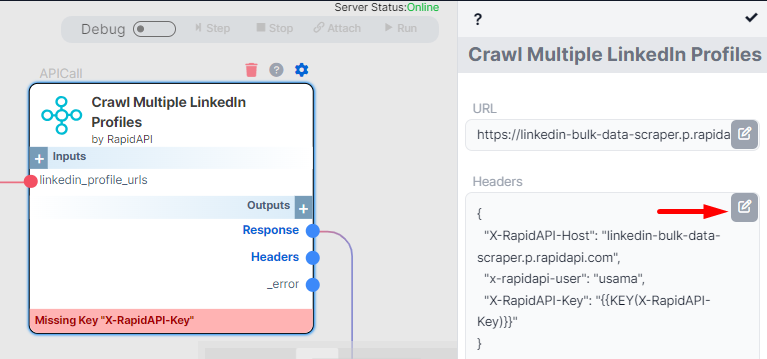 Server Status:Online
Debug
Step
Stop
Attach
Run
APICall
?
Crawl Multiple LinkedIn
Profiles
by RapidAPI
+ Inputs
linkedin_profile_urls
Outputs +
Response
Headers
_error
Missing Key "X-RapidAPI-Key"
?
Crawl Multiple LinkedIn Profiles
URL
https://linkedin-bulk-data-scraper.p.rapida
Headers
{
"X-RapidAPI-Host": "linkedin-bulk-data-
scraper.p.rapidapi.com",
"x-rapidapi-user": "usama",
"X-RapidAPI-Key": "{{KEY(X-RapidAPI-
Key)}}"
}